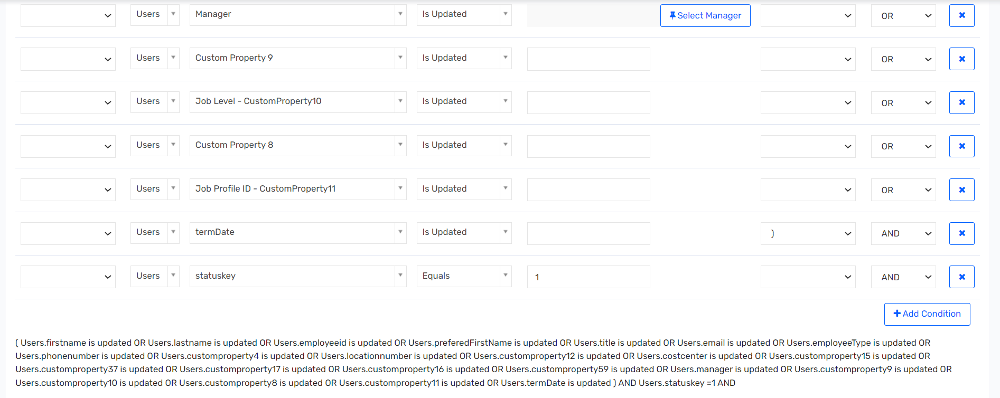 Users Manager Is Updated Select Manager OR
Users Custom Property 9 Is Updated OR
Users Job Level - CustomProperty10 Is Updated OR
Users Custom Property 8 Is Updated OR
Users Job Profile ID - CustomProperty11 Is Updated OR
Users termDate Is Updated ) AND
Users statuskey Equals 1 AND
Add Condition
( Users.firstname is updated OR Users.lastname is updated OR Users.employeeid is updated OR Users.preferedFirstName is updated OR Users.title is updated OR Users.email is updated OR Users.employeeType is updated OR
Users.phonenumber is updated OR Users.customproperty4 is updated OR Users.locationnumber is updated OR Users.customproperty12 is updated OR Users.costcenter is updated OR Users.customproperty15 is updated OR
Users.customproperty37 is updated OR Users.customproperty17 is updated OR Users.customproperty16 is updated OR Users.customproperty59 is updated OR Users.manager is updated OR Users.customproperty9 is updated OR
Users.customproperty10 is updated OR Users.customproperty8 is updated OR Users.customproperty11 is updated OR Users.termDate is updated ) AND Users.statuskey =1 AND